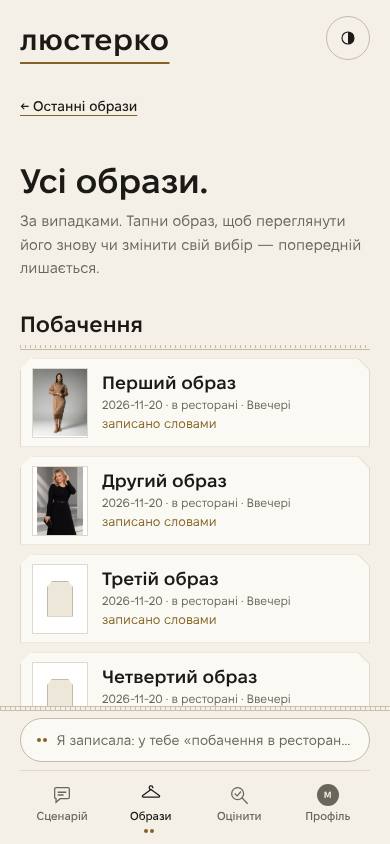 люстерко
← Останні образи
Усі образи.
За випадками. Тапни образ, щоб переглянути
його знову чи змінити свій вибір — попередній
лишається.
Побачення
Перший образ
2026-11-20 · в ресторані · Ввечері
записано словами
Другий образ
2026-11-20 · в ресторані · Ввечері
записано словами
Третій образ
2026-11-20 · в ресторані · Ввечері
записано словами
Четвертий образ
2026-11-20 · в ресторані · Ввечері
Я записала: у тебе «побачення в ресторан...
Сценарій
Образи
Оцінити
М
Профіль